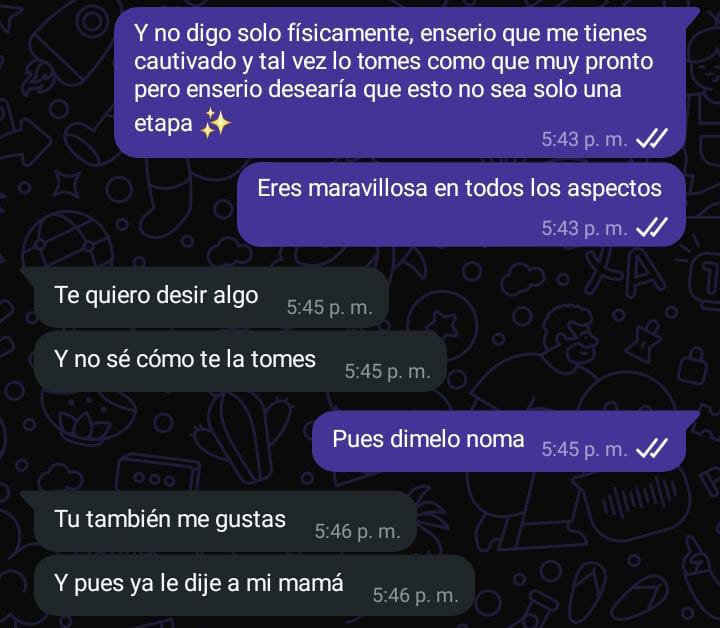 Y no digo solo físicamente, enserio que me tienes
cautivado y tal vez lo tomes como que muy pronto
pero enserio desearía que esto no sea solo una
etapa ✨
5:43 p. m.
Eres maravillosa en todos los aspectos
5:43 p. m.
Te quiero desir algo 5:45 p. m.
Y no sé cómo te la tomes 5:45 p. m.
Pues dimelo noma 5:45 p. m.
Tu también me gustas 5:46 p. m.
Y pues ya le dije a mi mamá 5:46 p. m.